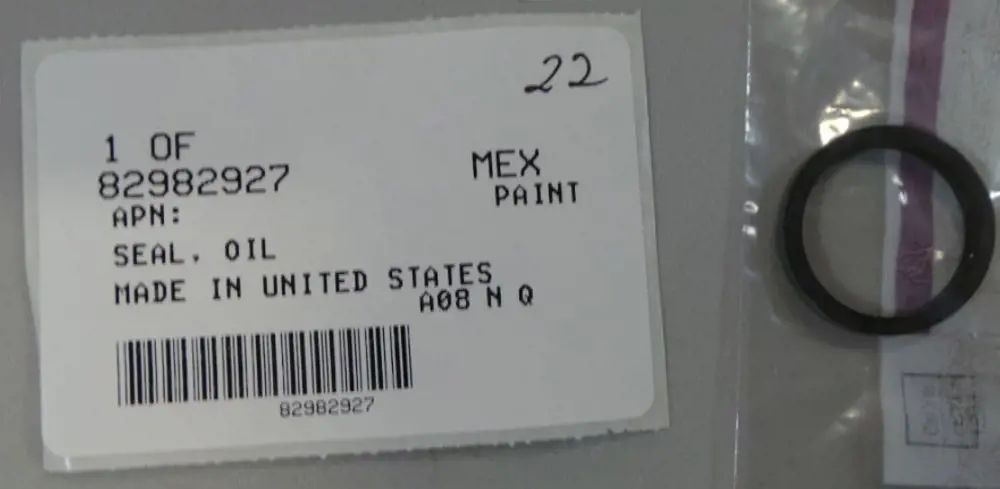 22
1 OF
82982927
MEX
PAINT
APN:
SEAL, OIL
MADE IN UNITED STATES
A08 N Q
82982927